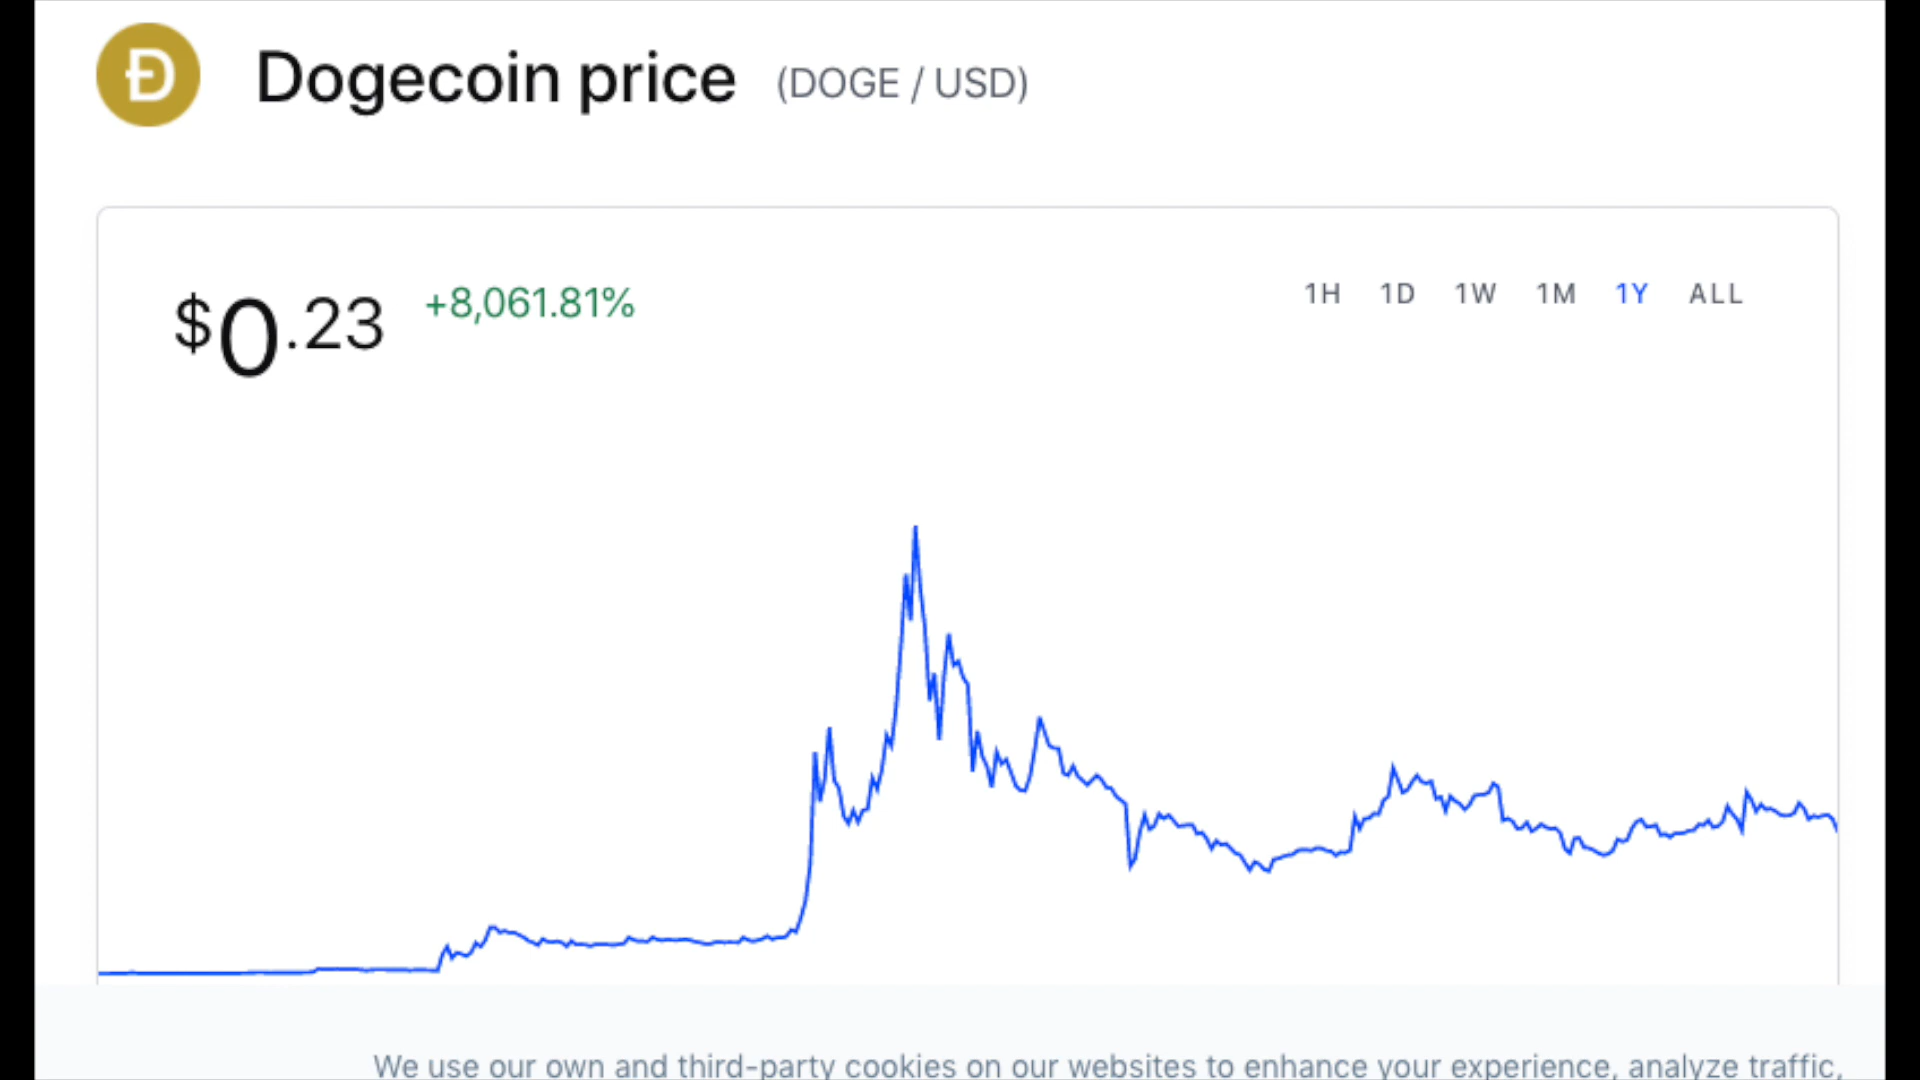 Ð
Dogecoin price (DOGE / USD)
$0.23 +8,061.81% 1H 1D 1W 1M 1Y ALL
We use our own and third-party cookies on our websites to enhance your experience, analyze traffic,